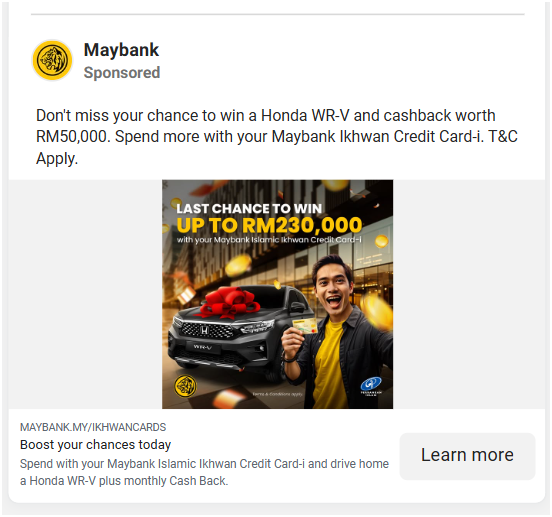 Maybank
Sponsored
Don't miss your chance to win a Honda WR-V and cashback worth
RM50,000. Spend more with your Maybank Ikhwan Credit Card-i. T&C
Apply.
LAST CHANCE TO WIN
UP TO RM230,000
with your Maybank Islamic Ikhwan Credit Card-i
WR-V
Terms & Conditions apply
MAYBANK.MY/IKHWANCARDS
Boost your chances today
Spend with your Maybank Islamic Ikhwan Credit Card-i and drive home
a Honda WR-V plus monthly Cash Back.
Learn more